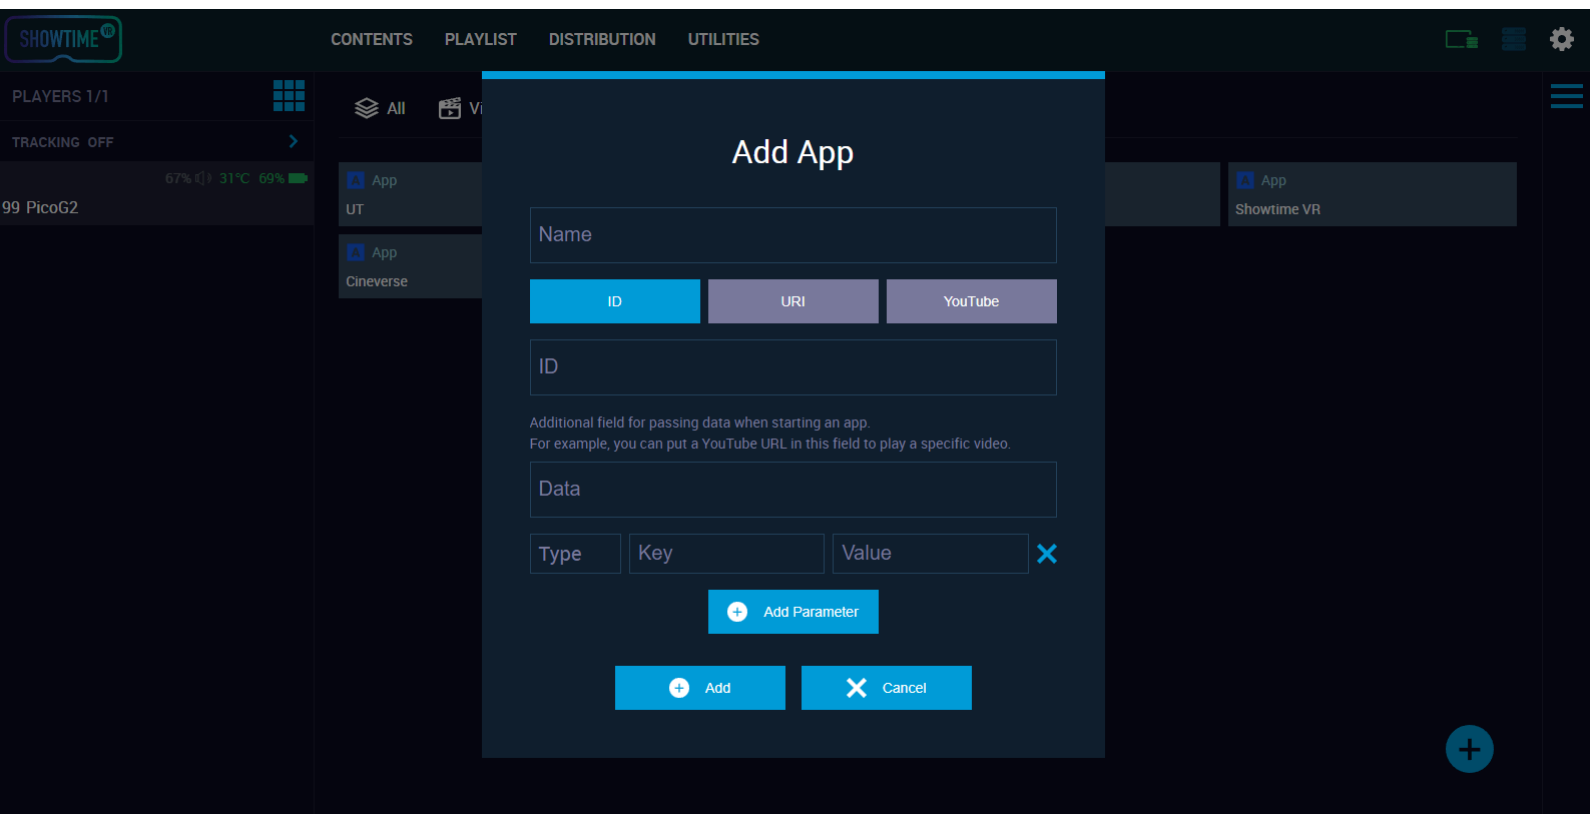 SHOWTIME VR
CONTENTS PLAYLIST DISTRIBUTION UTILITIES
PLAYERS 1/1
TRACKING OFF
67% 31°C 69%
99 PicoG2
All Vi
A App
UT
A App
Cineverse
A App
Showtime VR
Add App
Name
ID URI YouTube
ID
Additional field for passing data when starting an app.
For example, you can put a YouTube URL in this field to play a specific video.
Data
Type Key Value
Add Parameter
Add Cancel